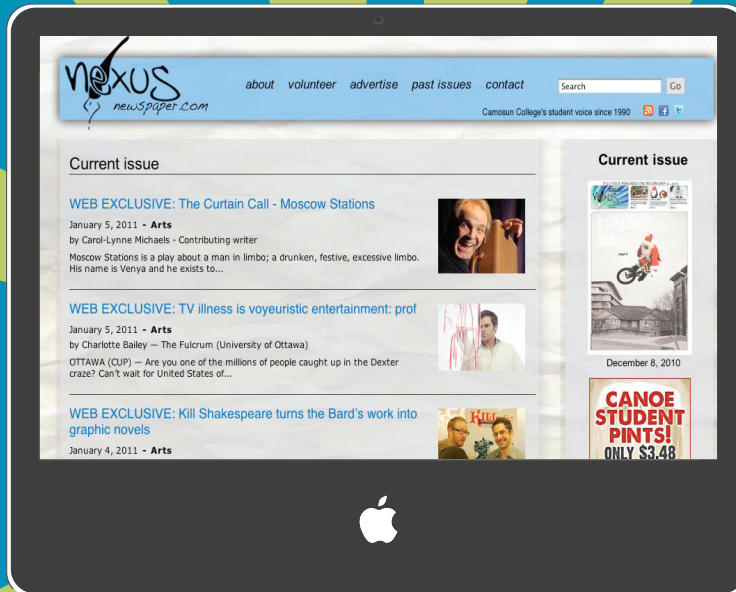 nexus
newspaper.com
about volunteer advertise past issues contact
Search
Go
Camosun College's student voice since 1990
Current issue
WEB EXCLUSIVE: The Curtain Call - Moscow Stations
January 5, 2011 - Arts
by Carol-Lynne Michaels - Contributing writer
Moscow Stations is a play about a man in limbo; a drunken, festive, excessive limbo.
His name is Venya and he exists to...
WEB EXCLUSIVE: TV illness is voyeuristic entertainment: prof
January 5, 2011 - Arts
by Charlotte Bailey — The Fulcrum (University of Ottawa)
OTTAWA (CUP) — Are you one of the millions of people caught up in the Dexter
craze? Can't wait for United States of...
WEB EXCLUSIVE: Kill Shakespeare turns the Bard's work into
graphic novels
January 4, 2011 - Arts
KILL
Current issue
XMAS
December 8, 2010
CANOE
STUDENT
PINTS!
ONLY $3.48